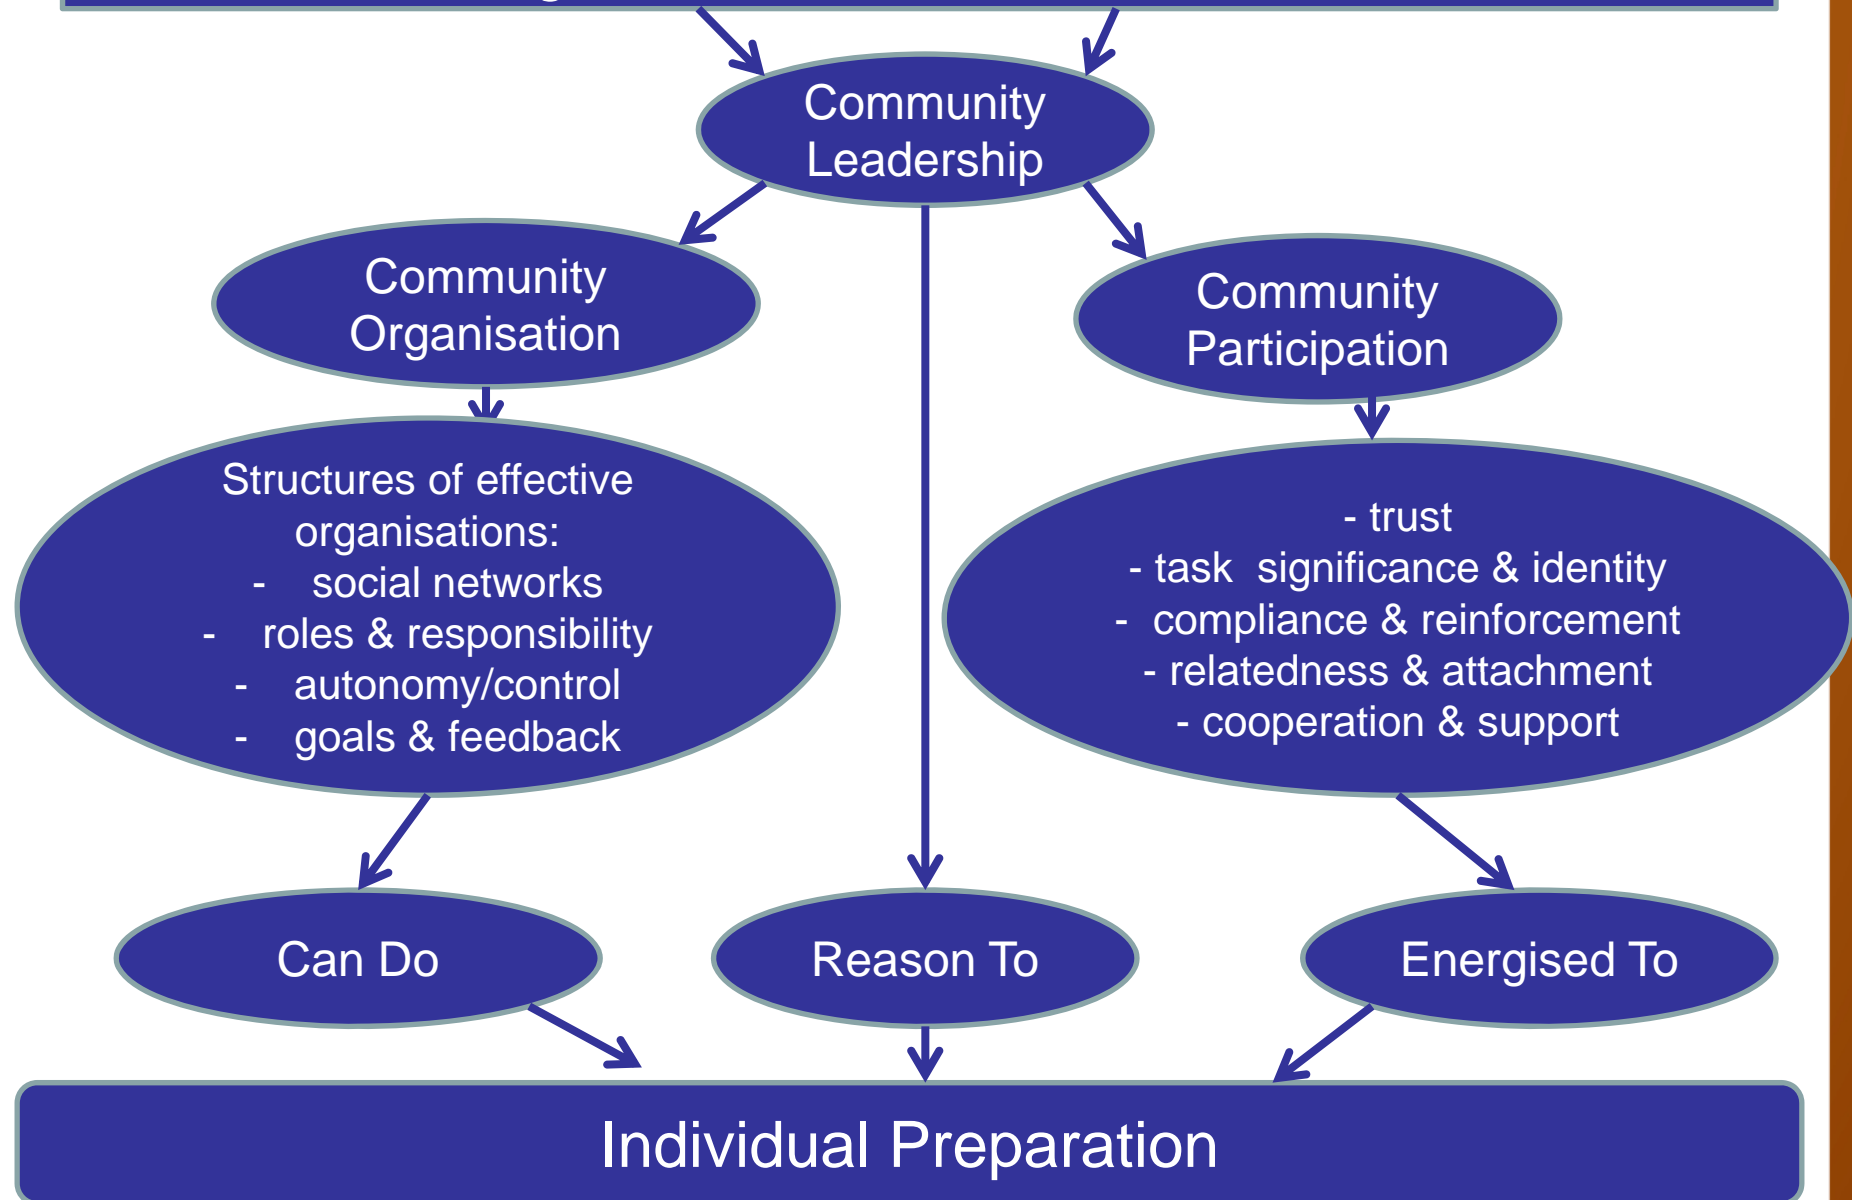 Community
Leadership
Community
Organisation
Community
Participation
Structures of effective
organisations:
- social networks
- roles & responsibility
- autonomy/control
- goals & feedback
- trust
- task  significance & identity
- compliance & reinforcement
- relatedness & attachment
- cooperation & support
Can Do
Reason To
Energised To
Individual Preparation